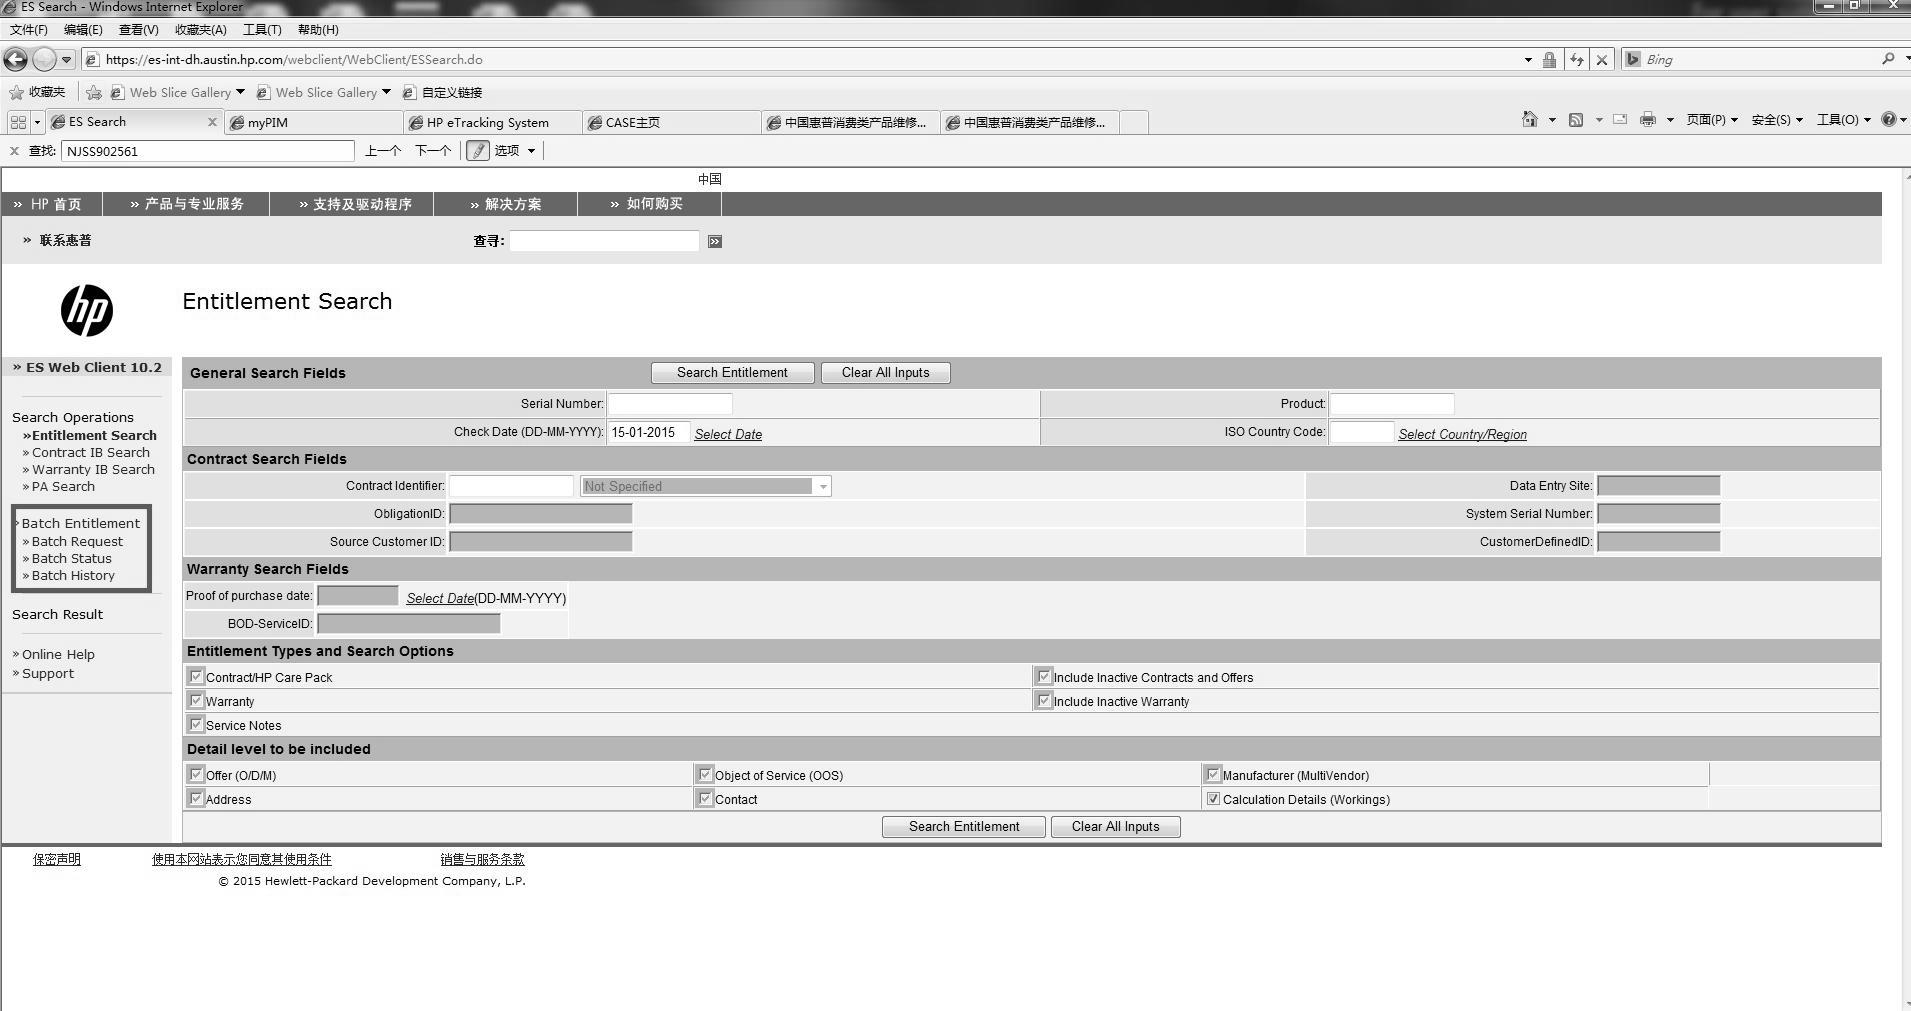 ES Search - Windows Internet Explorer
文件(F) 编辑(E) 查看(V) 收藏夹(A) 工具(T) 帮助(H)
https://es-int-dh.austin.hp.com/webclient/WebClient/ESSearch.do Bing
收藏夹 Web Slice Gallery Web Slice Gallery 自定义链接
ES Search myPIM HP eTracking System CASE主页 中国惠普消费类产品维修... 中国惠普消费类产品维修... 页面(P) 安全(S) 工具(O)
查找: NJSS902561 上一个 下一个 选项
中国
» HP 首页 » 产品与专业服务 » 支持及驱动程序 » 解决方案 » 如何购买
» 联系惠普 查寻: »
hp Entitlement Search
» ES Web Client 10.2
Search Operations
»Entitlement Search
»Contract IB Search
»Warranty IB Search
»PA Search
Batch Entitlement
»Batch Request
»Batch Status
»Batch History
Search Result
»Online Help
»Support
General Search Fields Search Entitlement Clear All Inputs
Serial Number: Product:
Check Date (DD-MM-YYYY): 15-01-2015 Select Date ISO Country Code: Select Country/Region
Contract Search Fields
Contract Identifier: Not Specified Data Entry Site:
ObligationID: System Serial Number:
Source Customer ID: CustomerDefinedID:
Warranty Search Fields
Proof of purchase date: Select Date(DD-MM-YYYY)
BOD-ServiceID:
Entitlement Types and Search Options
Contract/HP Care Pack Include Inactive Contracts and Offers
Warranty Include Inactive Warranty
Service Notes
Detail level to be included
Offer (O/D/M) Object of Service (OOS) Manufacturer (MultiVendor)
Address Contact Calculation Details (Workings)
Search Entitlement Clear All Inputs
保密声明 使用本网站表示您同意其使用条件 销售与服务条款
© 2015 Hewlett-Packard Development Company, L.P.